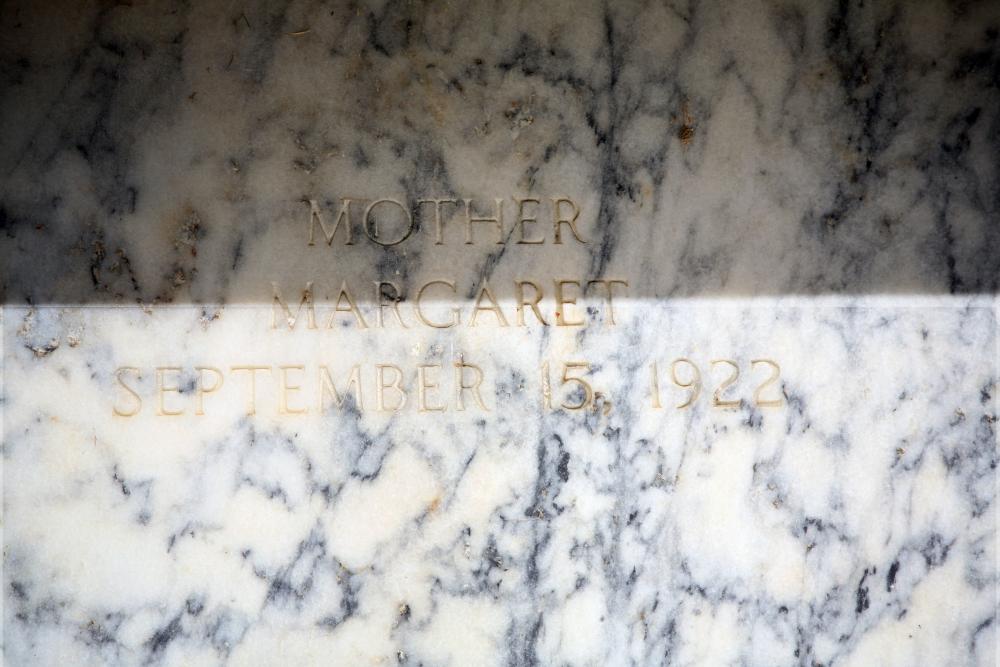 MOTHER
MARGARET
SEPTEMBER 15, 1922